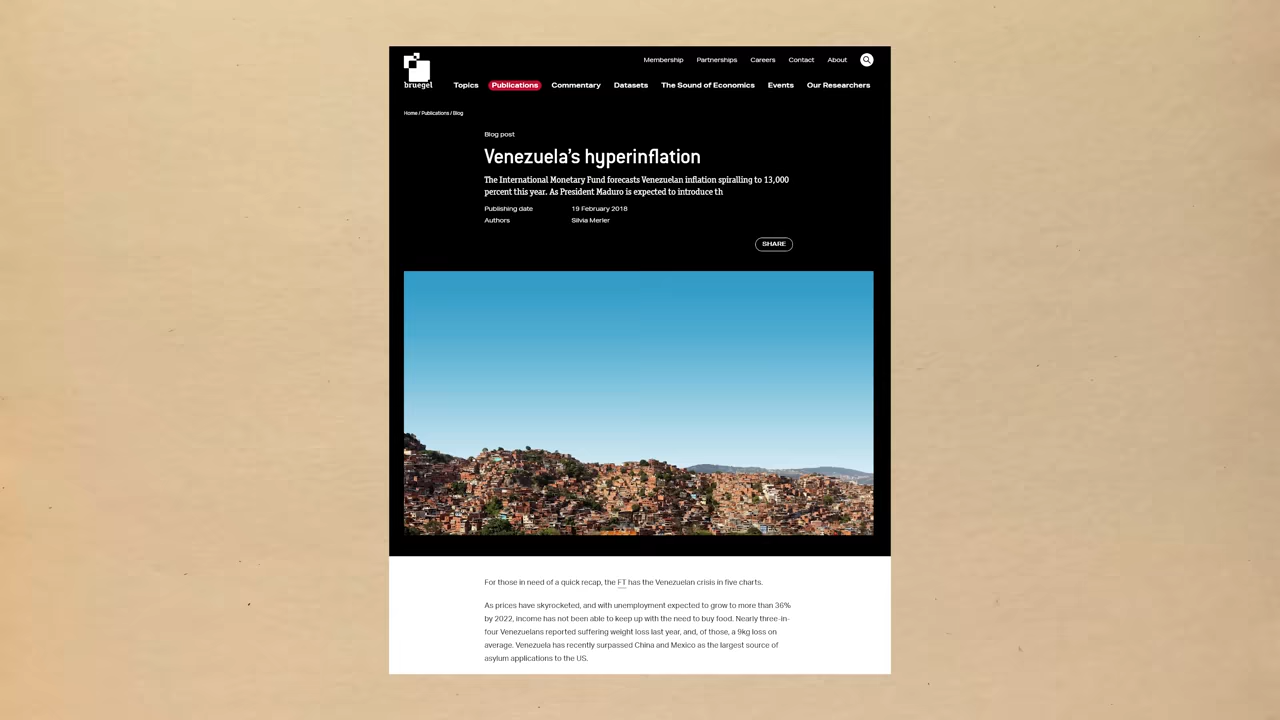 Membership Partnerships Careers Contact About
bruegel
Topics Publications Commentary Datasets The Sound of Economics Events Our Researchers
Home / Publications / Blog
Blog post
Venezuela's hyperinflation
The International Monetary Fund forecasts Venezuelan inflation spiralling to 13,000
percent this year. As President Maduro is expected to introduce th
Publishing date 19 February 2018
Authors Silvia Merler
SHARE
For those in need of a quick recap, the FT has the Venezuelan crisis in five charts.
As prices have skyrocketed, and with unemployment expected to grow to more than 36%
by 2022, income has not been able to keep up with the need to buy food. Nearly three-in-
four Venezuelans reported suffering weight loss last year, and, of those, a 9kg loss on
average. Venezuela has recently surpassed China and Mexico as the largest source of
asylum applications to the US.